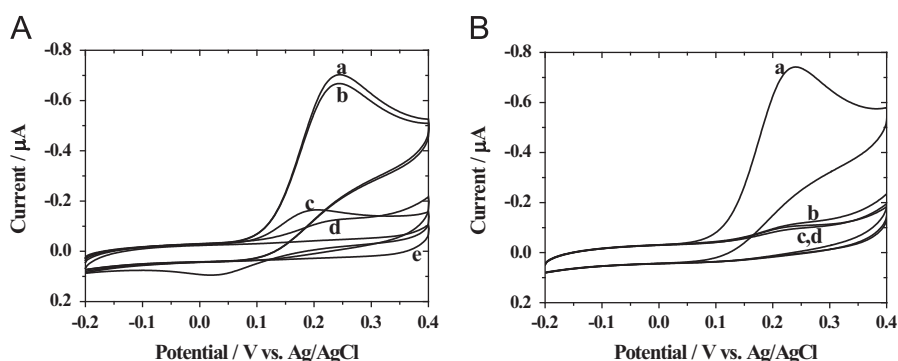 A
-0.8
-0.6
-0.4
-0.2
0.0
0.2
Current / μA
a
b
c
d
e
-0.2 -0.1 0.0 0.1 0.2 0.3 0.4
Potential / V vs. Ag/AgCl
B
-0.8
-0.6
-0.4
-0.2
0.0
0.2
Current / μA
a
b
c,d
-0.2 -0.1 0.0 0.1 0.2 0.3 0.4
Potential / V vs. Ag/AgCl